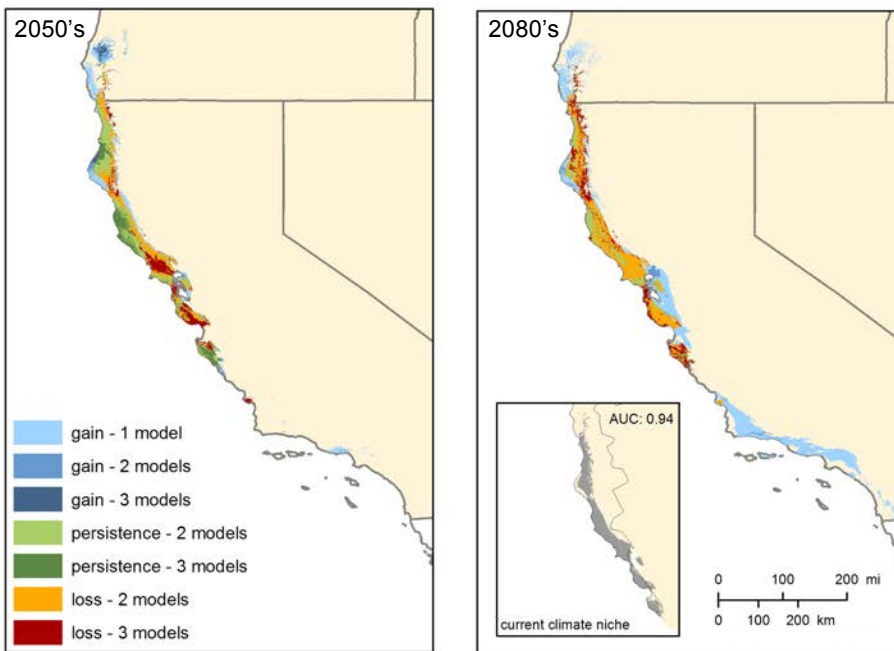 2050's
gain - 1 model
gain - 2 models
gain - 3 models
persistence - 2 models
persistence - 3 models
loss - 2 models
loss - 3 models
2080's
AUC: 0.94
current climate niche
0 100 200 mi
0 100 200 km